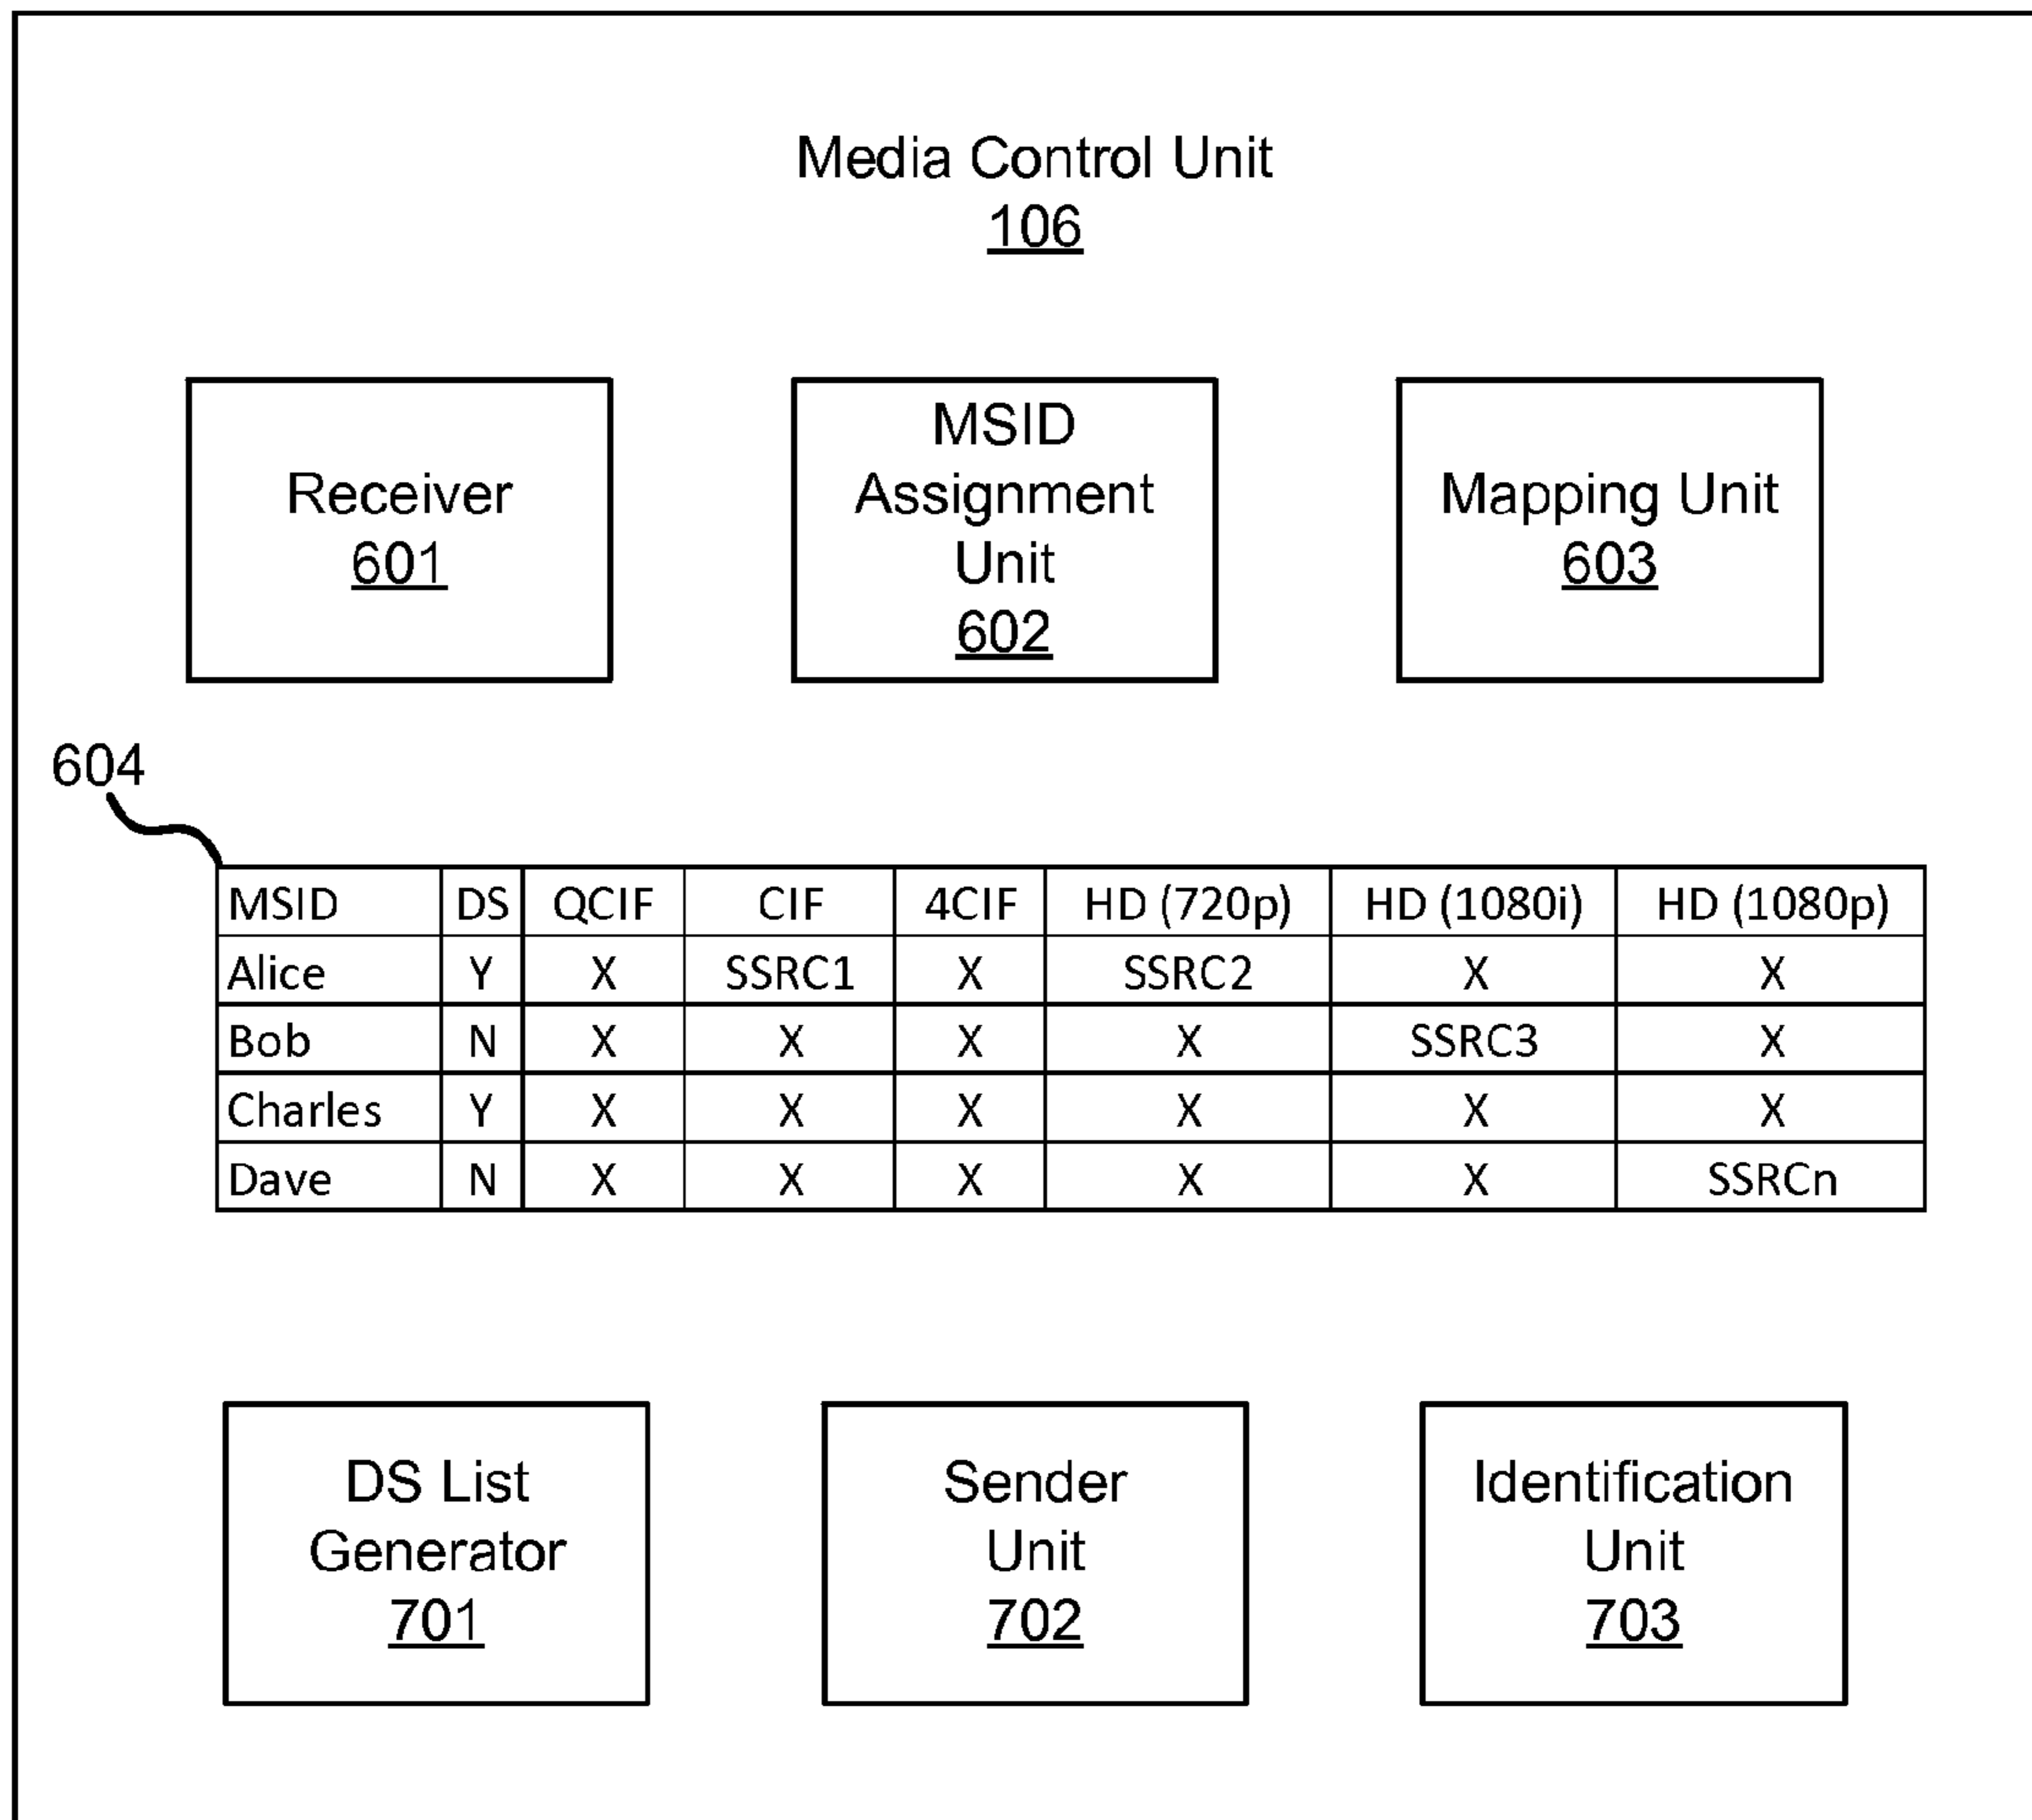 Media Control Unit
106
Receiver
601
MSID
Assignment
Unit
602
Mapping Unit
603
604
MSID DS QCIF CIF 4CIF HD (720p) HD (1080i) HD (1080p)
Alice Y X SSRC1 X SSRC2 X X
Bob N X X X X SSRC3 X
Charles Y X X X X X X
Dave N X X X X X SSRCn
DS List
Generator
701
Sender
Unit
702
Identification
Unit
703